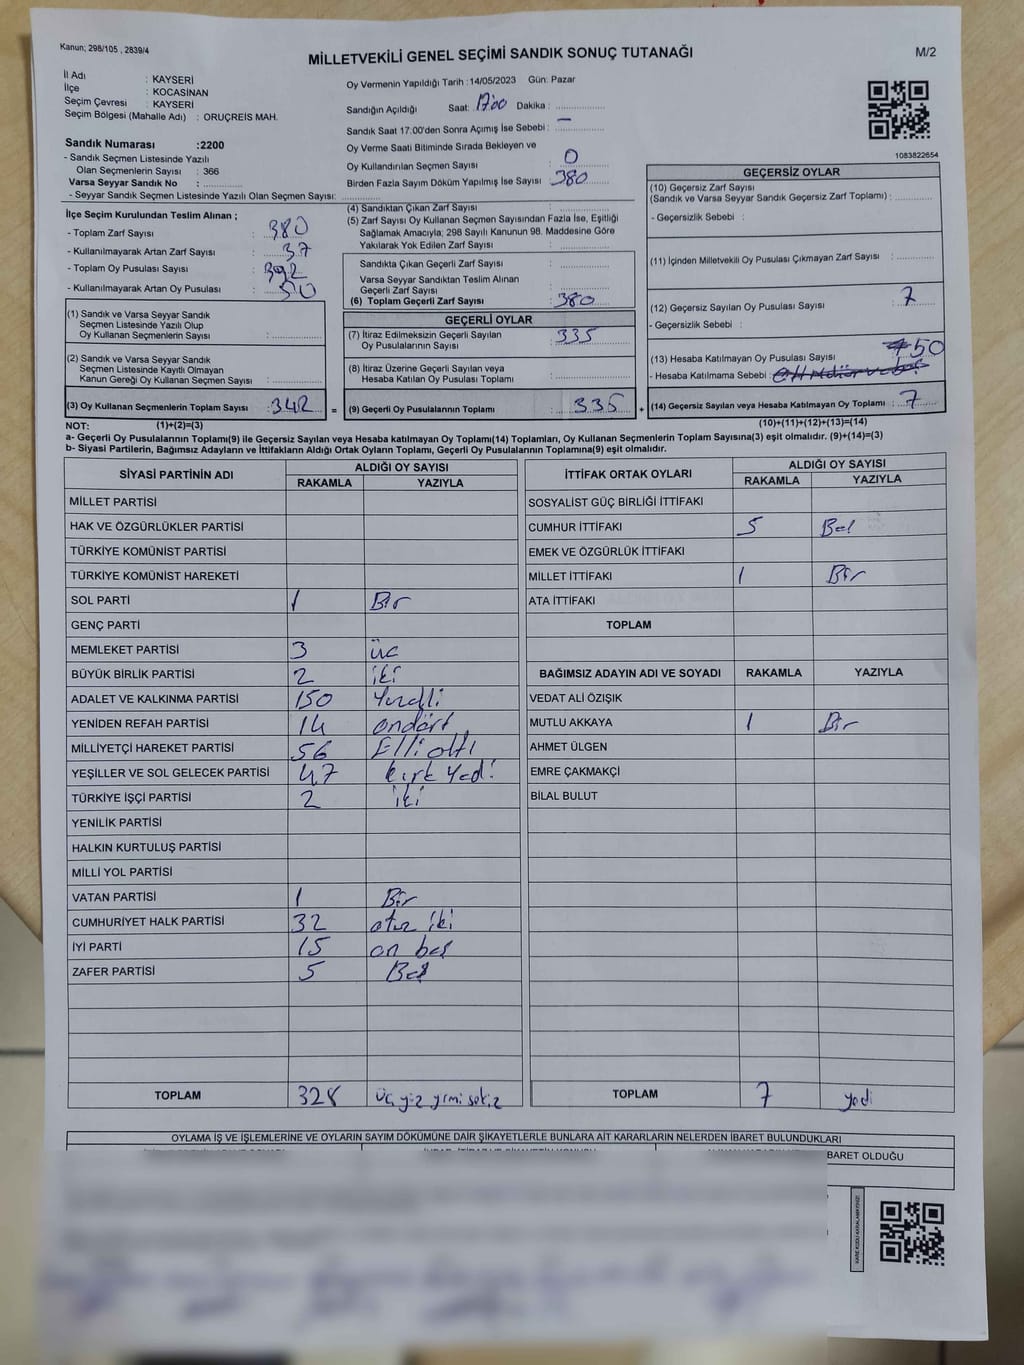 Kanun; 298/105 , 2839/4
MİLLETVEKİLİ GENEL SEÇİMİ SANDIK SONUÇ TUTANAĞI
M/2
İl Adı : KAYSERİ
İlçe : KOCASİNAN
Seçim Çevresi : KAYSERİ
Seçim Bölgesi (Mahalle Adı) : ORUÇREİS MAH.
Sandık Numarası :2200
- Sandık Seçmen Listesinde Yazılı
Olan Seçmenlerin Sayısı : 366
Varsa Seyyar Sandık No :
- Seyyar Sandık Seçmen Listesinde Yazılı Olan Seçmen Sayısı:
Oy Vermenin Yapıldığı Tarih :14/05/2023 Gün: Pazar
Sandığın Açıldığı Saat: 17:00 Dakika :
Sandık Saat 17.00'den Sonra Açımış İse Sebebi : -
Oy Verme Saati Bitiminde Sırada Bekleyen ve
Oy Kullandırılan Seçmen Sayısı : 0
Birden Fazla Sayım Döküm Yapılmış İse Sayısı : 380
1083822654
İlçe Seçim Kurulundan Teslim Alınan ;
- Toplam Zarf Sayısı : 380
- Kullanılmayarak Artan Zarf Sayısı : 37
- Toplam Oy Pusulası Sayısı : 392
- Kullanılmayarak Artan Oy Pusulası : 50
(1) Sandık ve Varsa Seyyar Sandık
Seçmen Listesinde Yazılı Olup
Oy Kullanan Seçmenlerin Sayısı :
(2) Sandık ve Varsa Seyyar Sandık
Seçmen Listesinde Kayıtlı Olmayan
Kanun Gereği Oy Kullanan Seçmen Sayısı :
(3) Oy Kullanan Seçmenlerin Toplam Sayısı : 342 =
(4) Sandıktan Çıkan Zarf Sayısı :
(5) Zarf Sayısı Oy Kullanan Seçmen Sayısından Fazla İse, Eşitliği
Sağlamak Amacıyla; 298 Sayılı Kanunun 98. Maddesine Göre
Yakılarak Yok Edilen Zarf Sayısı :
Sandıkta Çıkan Geçerli Zarf Sayısı :
Varsa Seyyar Sandıktan Teslim Alınan
Geçerli Zarf Sayısı :
(6) Toplam Geçerli Zarf Sayısı : 380
GEÇERLİ OYLAR
(7) İtiraz Edilmeksizin Geçerli Sayılan
Oy Pusulalarının Sayısı : 335
(8) İtiraz Üzerine Geçerli Sayılan veya
Hesaba Katılan Oy Pusulası Toplamı :
(9) Geçerli Oy Pusulalarının Toplamı : 335 +
GEÇERSİZ OYLAR
(10) Geçersiz Zarf Sayısı
(Sandık ve Varsa Seyyar Sandık Geçersiz Zarf Toplamı) :
- Geçersizlik Sebebi :
(11) İçinden Milletvekili Oy Pusulası Çıkmayan Zarf Sayısı :
(12) Geçersiz Sayılan Oy Pusulası Sayısı : 7
- Geçersizlik Sebebi :
(13) Hesaba Katılmayan Oy Pusulası Sayısı 50
- Hesaba Katılmama Sebebi :
(14) Geçersiz Sayılan veya Hesaba Katılmayan Oy Toplamı : 7
NOT: (1)+(2)=(3)
(10)+(11)+(12)+(13)=(14)
a- Geçerli Oy Pusulalarının Toplamı(9) ile Geçersiz Sayılan veya Hesaba katılmayan Oy Toplamı(14) Toplamları, Oy Kullanan Seçmenlerin Toplam Sayısına(3) eşit olmalıdır. (9)+(14)=(3)
b- Siyasi Partilerin, Bağımsız Adayların ve İttifakların Aldığı Ortak Oyların Toplamı, Geçerli Oy Pusulalarının Toplamına(9) eşit olmalıdır.
SİYASİ PARTİNİN ADI
ALDIĞI OY SAYISI
RAKAMLA YAZIYLA
MİLLET PARTİSİ
HAK VE ÖZGÜRLÜKLER PARTİSİ
TÜRKİYE KOMÜNİST PARTİSİ
TÜRKİYE KOMÜNİST HAREKETİ
SOL PARTİ 1 Bir
GENÇ PARTİ
MEMLEKET PARTİSİ 3 üc
BÜYÜK BİRLİK PARTİSİ 2 iki
ADALET VE KALKINMA PARTİSİ 150 Yüzelli
YENİDEN REFAH PARTİSİ 14 ondört
MİLLİYETÇİ HAREKET PARTİSİ 56 Elli altı
YEŞİLLER VE SOL GELECEK PARTİSİ 47 kırk Yedi
TÜRKİYE İŞÇİ PARTİSİ 2 iki
YENİLİK PARTİSİ
HALKIN KURTULUŞ PARTİSİ
MİLLİ YOL PARTİSİ
VATAN PARTİSİ 1 Bir
CUMHURİYET HALK PARTİSİ 32 otuz iki
İYİ PARTİ 15 on beş
ZAFER PARTİSİ 5 Beş
TOPLAM 328 üç yüz yirmi sekiz
İTTİFAK ORTAK OYLARI
ALDIĞI OY SAYISI
RAKAMLA YAZIYLA
SOSYALİST GÜÇ BİRLİĞİ İTTİFAKI
CUMHUR İTTİFAKI 5 Beş
EMEK VE ÖZGÜRLÜK İTTİFAKI
MİLLET İTTİFAKI 1 Bir
ATA İTTİFAKI
TOPLAM
BAĞIMSIZ ADAYIN ADI VE SOYADI RAKAMLA YAZIYLA
VEDAT ALİ ÖZIŞIK
MUTLU AKKAYA 1 Bir
AHMET ÜLGEN
EMRE ÇAKMAKÇİ
BİLAL BULUT
TOPLAM 7 yedi
OYLAMA İŞ VE İŞLEMLERİNE VE OYLARIN SAYIM DÖKÜMÜNE DAİR ŞİKAYETLERLE BUNLARA AİT KARARLARIN NELERDEN İBARET BULUNDUKLARI
BARET OLDUĞU